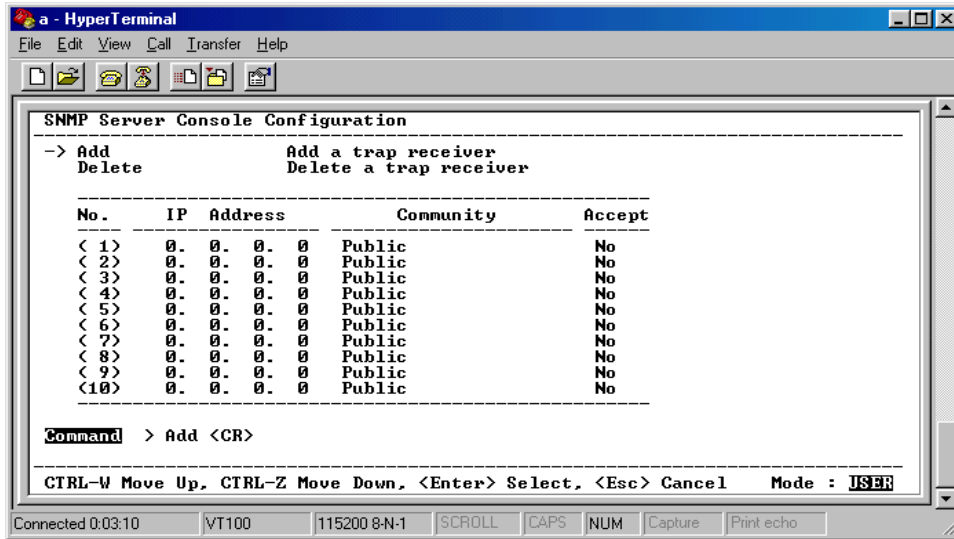 a - HyperTerminal
File Edit View Call Transfer Help
SNMP Server Console Configuration
-> Add Add a trap receiver
Delete Delete a trap receiver
No. IP Address Community Accept
( 1) 0. 0. 0. 0 Public No
( 2) 0. 0. 0. 0 Public No
( 3) 0. 0. 0. 0 Public No
( 4) 0. 0. 0. 0 Public No
( 5) 0. 0. 0. 0 Public No
( 6) 0. 0. 0. 0 Public No
( 7) 0. 0. 0. 0 Public No
( 8) 0. 0. 0. 0 Public No
( 9) 0. 0. 0. 0 Public No
(10) 0. 0. 0. 0 Public No
Command > Add <CR>
CTRL-W Move Up, CTRL-Z Move Down, <Enter> Select, <Esc> Cancel Mode : USER
Connected 0:03:10 VT100 115200 8-N-1 SCROLL CAPS NUM Capture Print echo